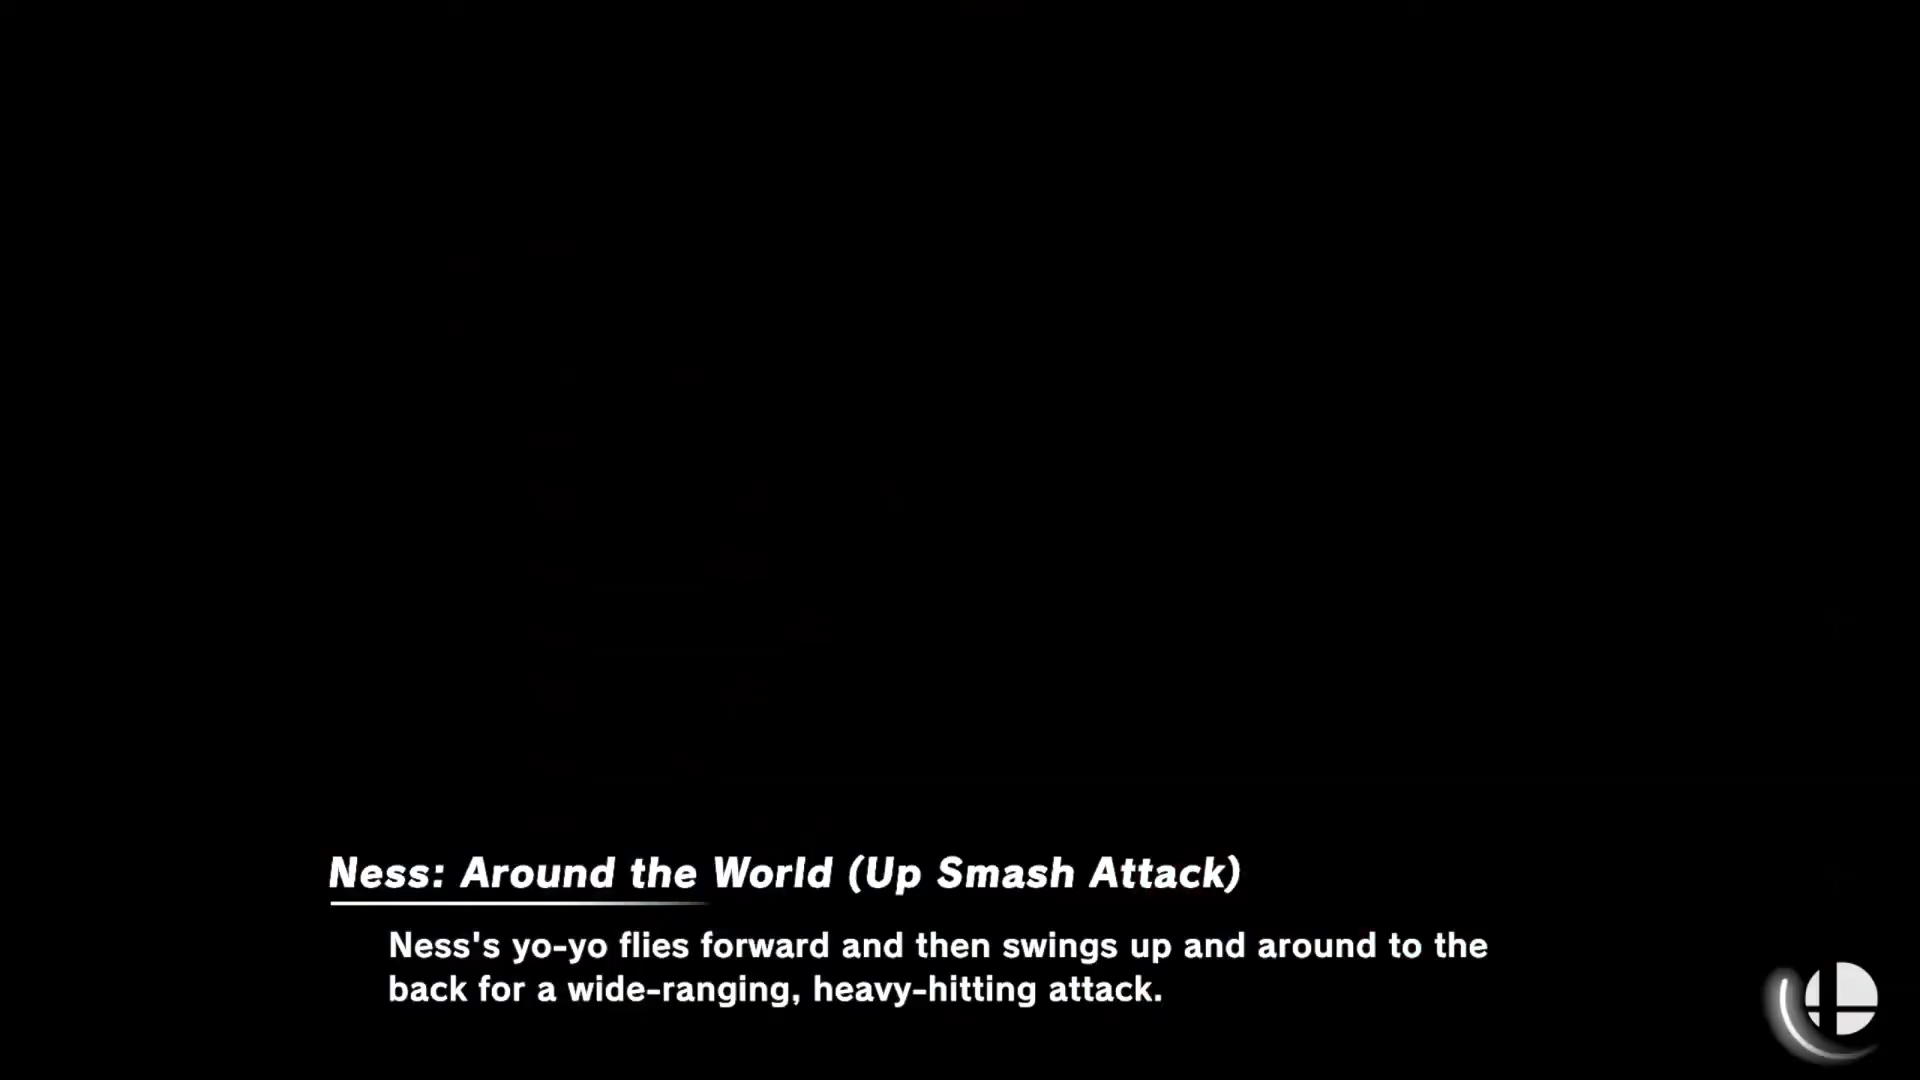 Ness: Around the World (Up Smash Attack)
Ness's yo-yo flies forward and then swings up and around to the
back for a wide-ranging, heavy-hitting attack.